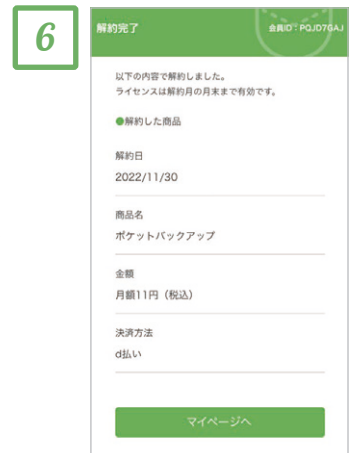 6
解約完了
会員ID：PQJD7GAJ
以下の内容で解約しました。
ライセンスは解約月の月末まで有効です。
●解約した商品
解約日
2022/11/30
商品名
ポケットバックアップ
金額
月額11円（税込）
決済方法
d払い
マイページへ